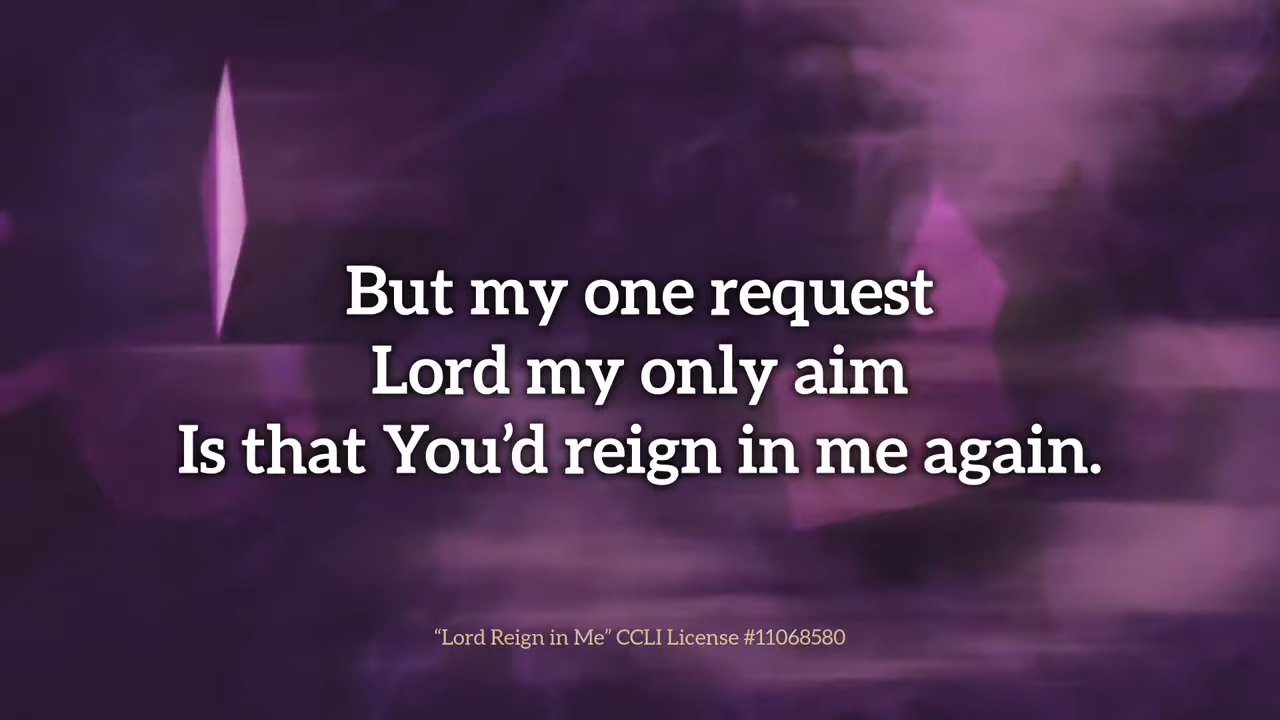 But my one request
Lord my only aim
Is that You’d reign in me again.
“Lord Reign in Me” CCLI License #11068580